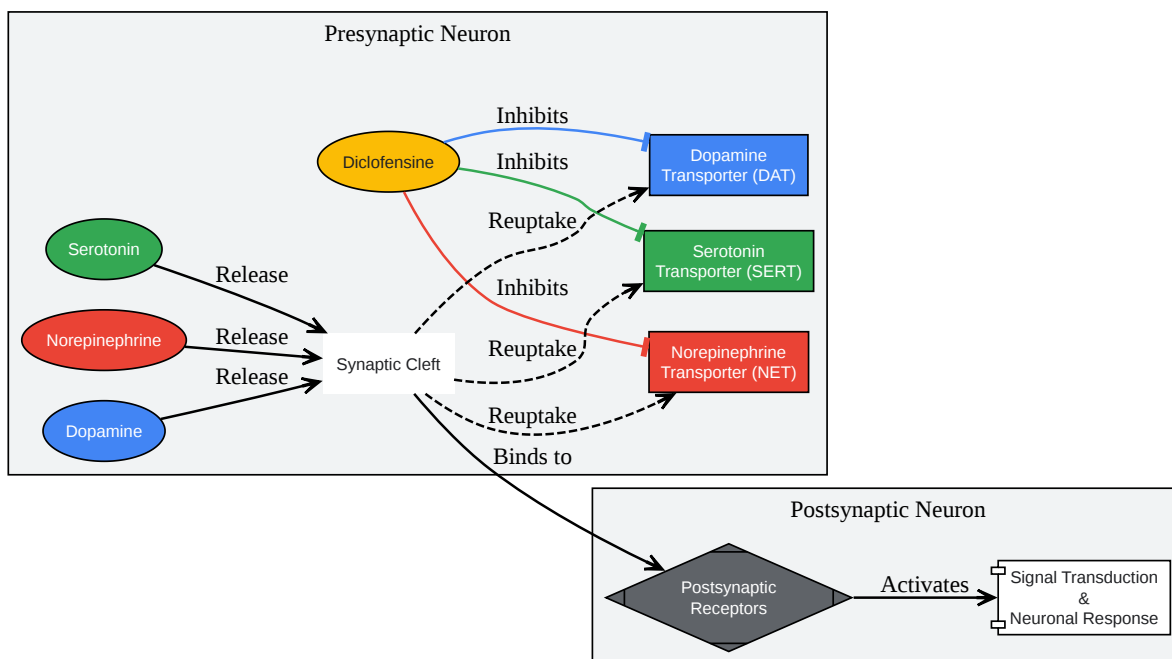 Presynaptic Neuron
Inhibits
Diclofensine
Inhibits
Dopamine
Transporter (DAT)
Reuptake
Serotonin
Release
Serotonin
Transporter (SERT)
Inhibits
Norepinephrine
Release
Synaptic Cleft
Reuptake
Norepinephrine
Transporter (NET)
Release
Dopamine
Reuptake
Binds to
Postsynaptic Neuron
Postsynaptic
Receptors
Activates
Signal Transduction
&
Neuronal Response